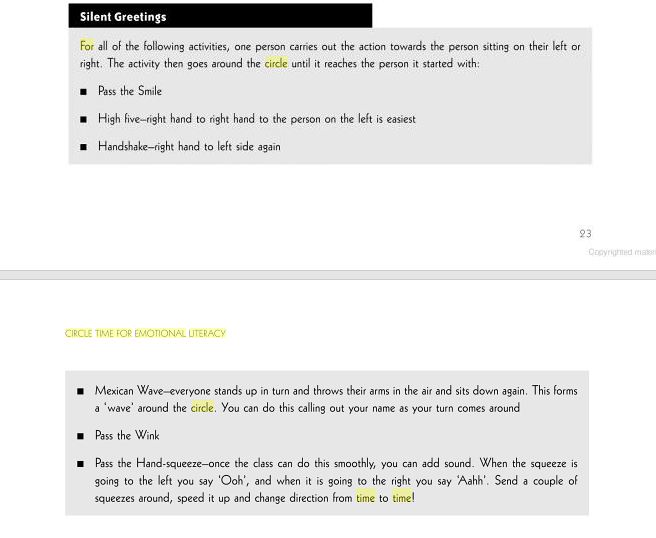 Silent Greetings
For all of the following activities, one person carries out the action towards the person sitting on their left or
right. The activity then goes around the circle until it reaches the person it started with:
■ Pass the Smile
■ High five–right hand to right hand to the person on the left is easiest
■ Handshake–right hand to left side again
23
Copyrighted
CIRCLE TIME FOR EMOTIONAL LITERACY
■ Mexican Wave–everyone stands up in turn and throws their arms in the air and sits down again. This forms
a 'wave' around the circle. You can do this calling out your name as your turn comes around
■ Pass the Wink
■ Pass the Hand-squeeze–once the class can do this smoothly, you can add sound. When the squeeze is
going to the left you say 'Ooh', and when it is going to the right you say 'Aahh'. Send a couple of
squeezes around, speed it up and change direction from time to time!